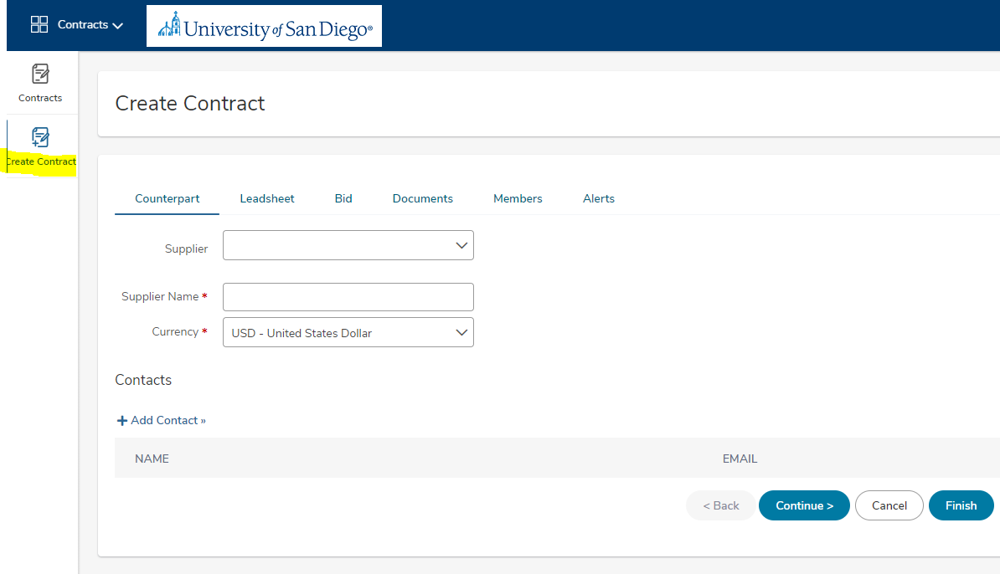 Contracts
University of San Diego®
Contracts
Create Contract
Create Contract
Counterpart Leadsheet Bid Documents Members Alerts
Supplier
Supplier Name *
Currency * USD - United States Dollar
Contacts
+ Add Contact »
NAME EMAIL
< Back Continue > Cancel Finish